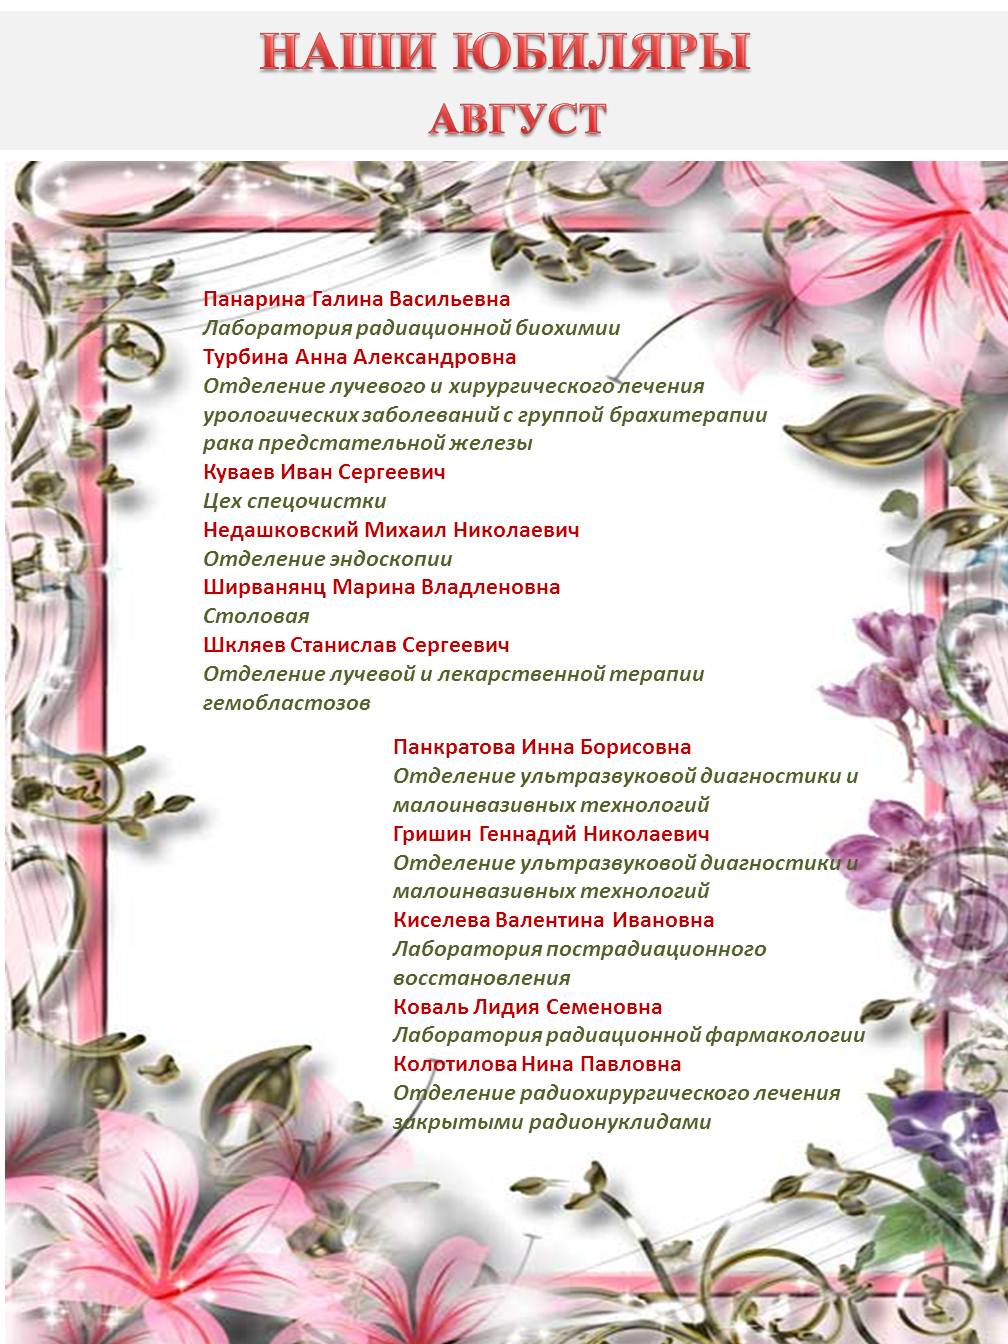 НАШИ ЮБИЛЯРЫ
АВГУСТ
Панарина Галина Васильевна
Лаборатория радиационной биохимии
Турбина Анна Александровна
Отделение лучевого и хирургического лечения
урологических заболеваний с группой брахитерапии
рака предстательной железы
Куваев Иван Сергеевич
Цех спецочистки
Недашковский Михаил Николаевич
Отделение эндоскопии
Ширванянц Марина Владленовна
Столовая
Шкляев Станислав Сергеевич
Отделение лучевой и лекарственной терапии
гемобластозов
Панкратова Инна Борисовна
Отделение ультразвуковой диагностики и
малоинвазивных технологий
Гришин Геннадий Николаевич
Отделение ультразвуковой диагностики и
малоинвазивных технологий
Киселева Валентина Ивановна
Лаборатория пострадиационного
восстановления
Коваль Лидия Семеновна
Лаборатория радиационной фармакологии
Колотилова Нина Павловна
Отделение радиохирургического лечения
закрытыми радионуклидами